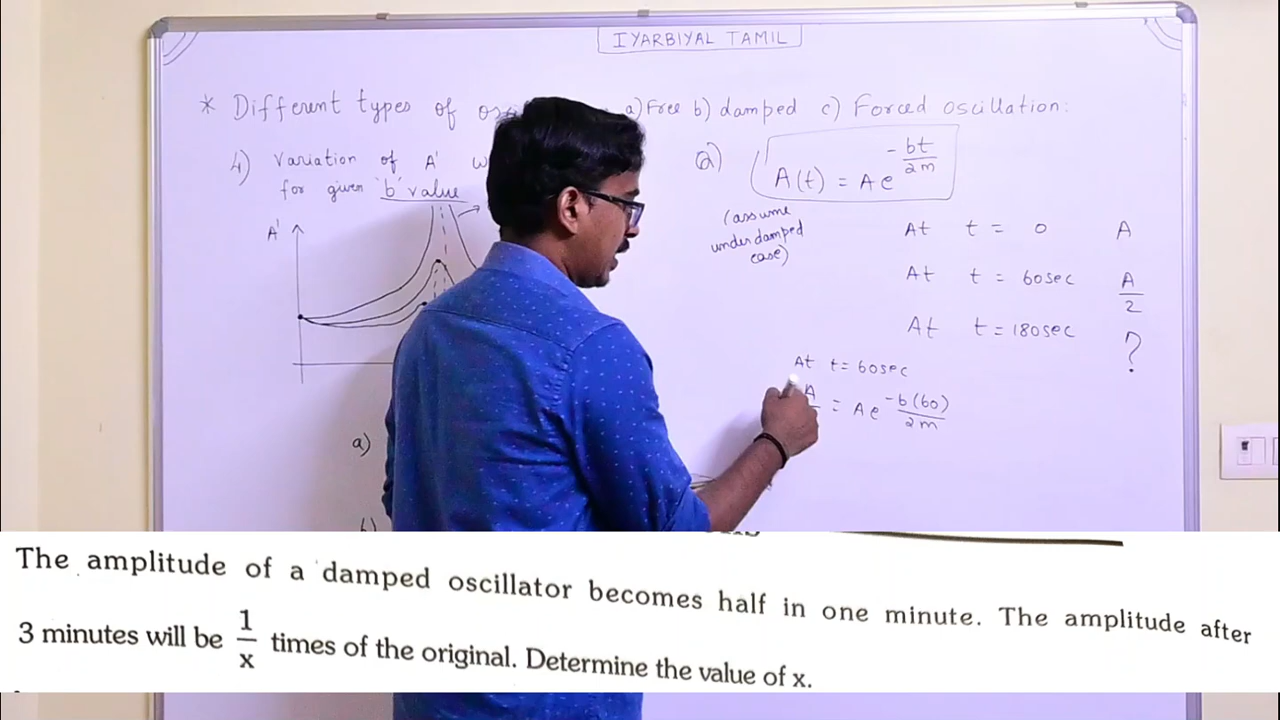 IYARBIYAL TAMIL
* Different types of a) Free b) damped c) Forced oscillation:
4) Variation of A'
for given 'b' value
A'
a)
Q) A(t) = A e^{-bt/2m}
(assume
underdamped
case)
At t = 0 A
At t = 60sec A/2
At t = 180sec ?
At t = 60sec
A = A e^{-b(60)/2m}
The amplitude of a damped oscillator becomes half in one minute. The amplitude after
3 minutes will be 1/x times of the original. Determine the value of x.